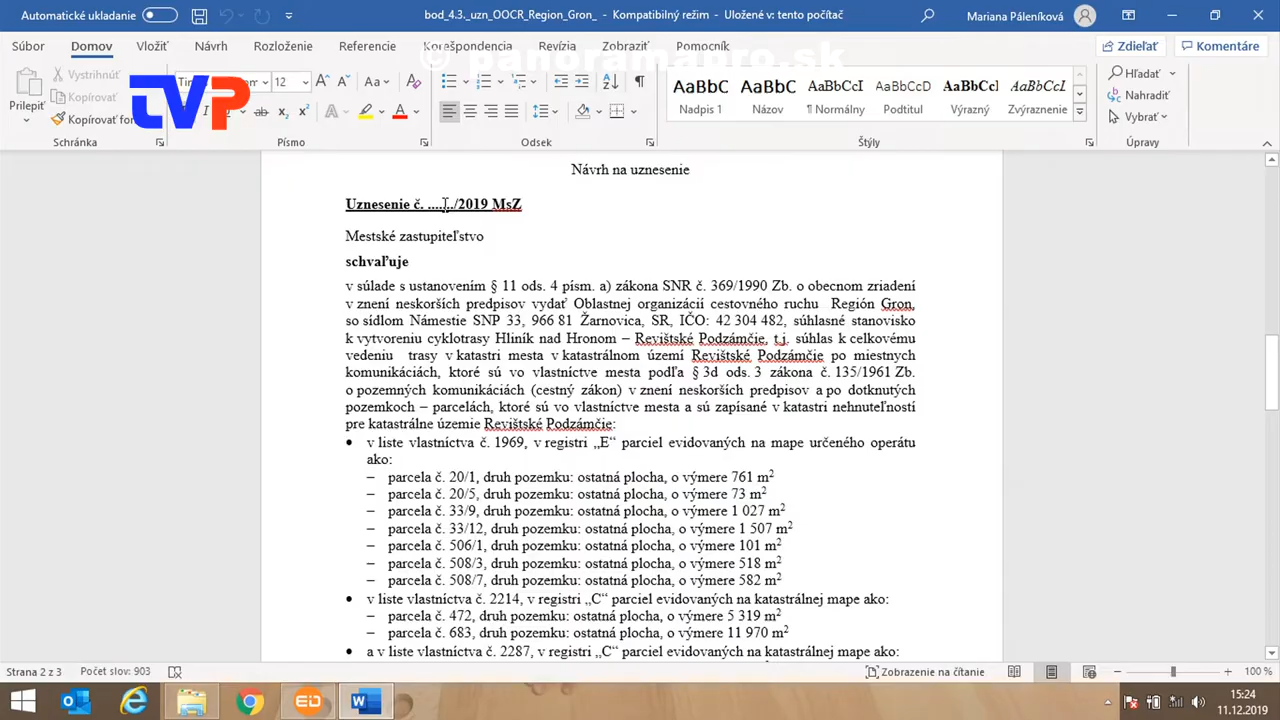 Automatické ukladanie
bod_4.3._uzn_OOCR_Region_Gron_ - Kompatibilný režim - Uložené v: tento počítač
Mariana Páleníková
Súbor Domov Vložiť Návrh Rozloženie Referencie Korešpondencia Revízia Zobraziť Pomocník Zdieľať Komentáre
© panoramapro.sk
TVP
Prilepiť
Vystrihnúť
Kopírovať
Kopírovať for
12
AaBbC AaBbC AaBbCcI AaBbCcD AaBbCcI AaBbCcL
Nadpis 1 Názov ¶ Normálny Podtitul Výrazný Zvýraznenie
Hľadať
Nahradiť
Vybrať
Schránka Písmo Odsek Štýly Úpravy
Návrh na uznesenie
Uznesenie č. ......./2019 MsZ
Mestské zastupiteľstvo
schvaľuje
v súlade s ustanovením § 11 ods. 4 písm. a) zákona SNR č. 369/1990 Zb. o obecnom zriadení
v znení neskorších predpisov vydať Oblastnej organizácií cestovného ruchu Región Gron,
so sídlom Námestie SNP 33, 966 81 Žarnovica, SR, IČO: 42 304 482, súhlasné stanovisko
k vytvoreniu cyklotrasy Hliník nad Hronom – Revištské Podzámčie, t.j. súhlas k celkovému
vedeniu trasy v katastri mesta v katastrálnom území Revištské Podzámčie po miestnych
komunikáciách, ktoré sú vo vlastníctve mesta podľa § 3d ods. 3 zákona č. 135/1961 Zb.
o pozemných komunikáciách (cestný zákon) v znení neskorších predpisov a po dotknutých
pozemkoch – parcelách, ktoré sú vo vlastníctve mesta a sú zapísané v katastri nehnuteľností
pre katastrálne územie Revištské Podzámčie:
• v liste vlastníctva č. 1969, v registri „E“ parciel evidovaných na mape určeného operátu
ako:
– parcela č. 20/1, druh pozemku: ostatná plocha, o výmere 761 m²
– parcela č. 20/5, druh pozemku: ostatná plocha, o výmere 73 m²
– parcela č. 33/9, druh pozemku: ostatná plocha, o výmere 1 027 m²
– parcela č. 33/12, druh pozemku: ostatná plocha, o výmere 1 507 m²
– parcela č. 506/1, druh pozemku: ostatná plocha, o výmere 101 m²
– parcela č. 508/3, druh pozemku: ostatná plocha, o výmere 518 m²
– parcela č. 508/7, druh pozemku: ostatná plocha, o výmere 582 m²
• v liste vlastníctva č. 2214, v registri „C“ parciel evidovaných na katastrálnej mape ako:
– parcela č. 472, druh pozemku: ostatná plocha, o výmere 5 319 m²
– parcela č. 683, druh pozemku: ostatná plocha, o výmere 11 970 m²
• a v liste vlastníctva č. 2287, v registri „C“ parciel evidovaných na katastrálnej mape ako:
Strana 2 z 3 Počet slov: 903 Zobrazenie na čítanie 100 %
15:24
11.12.2019